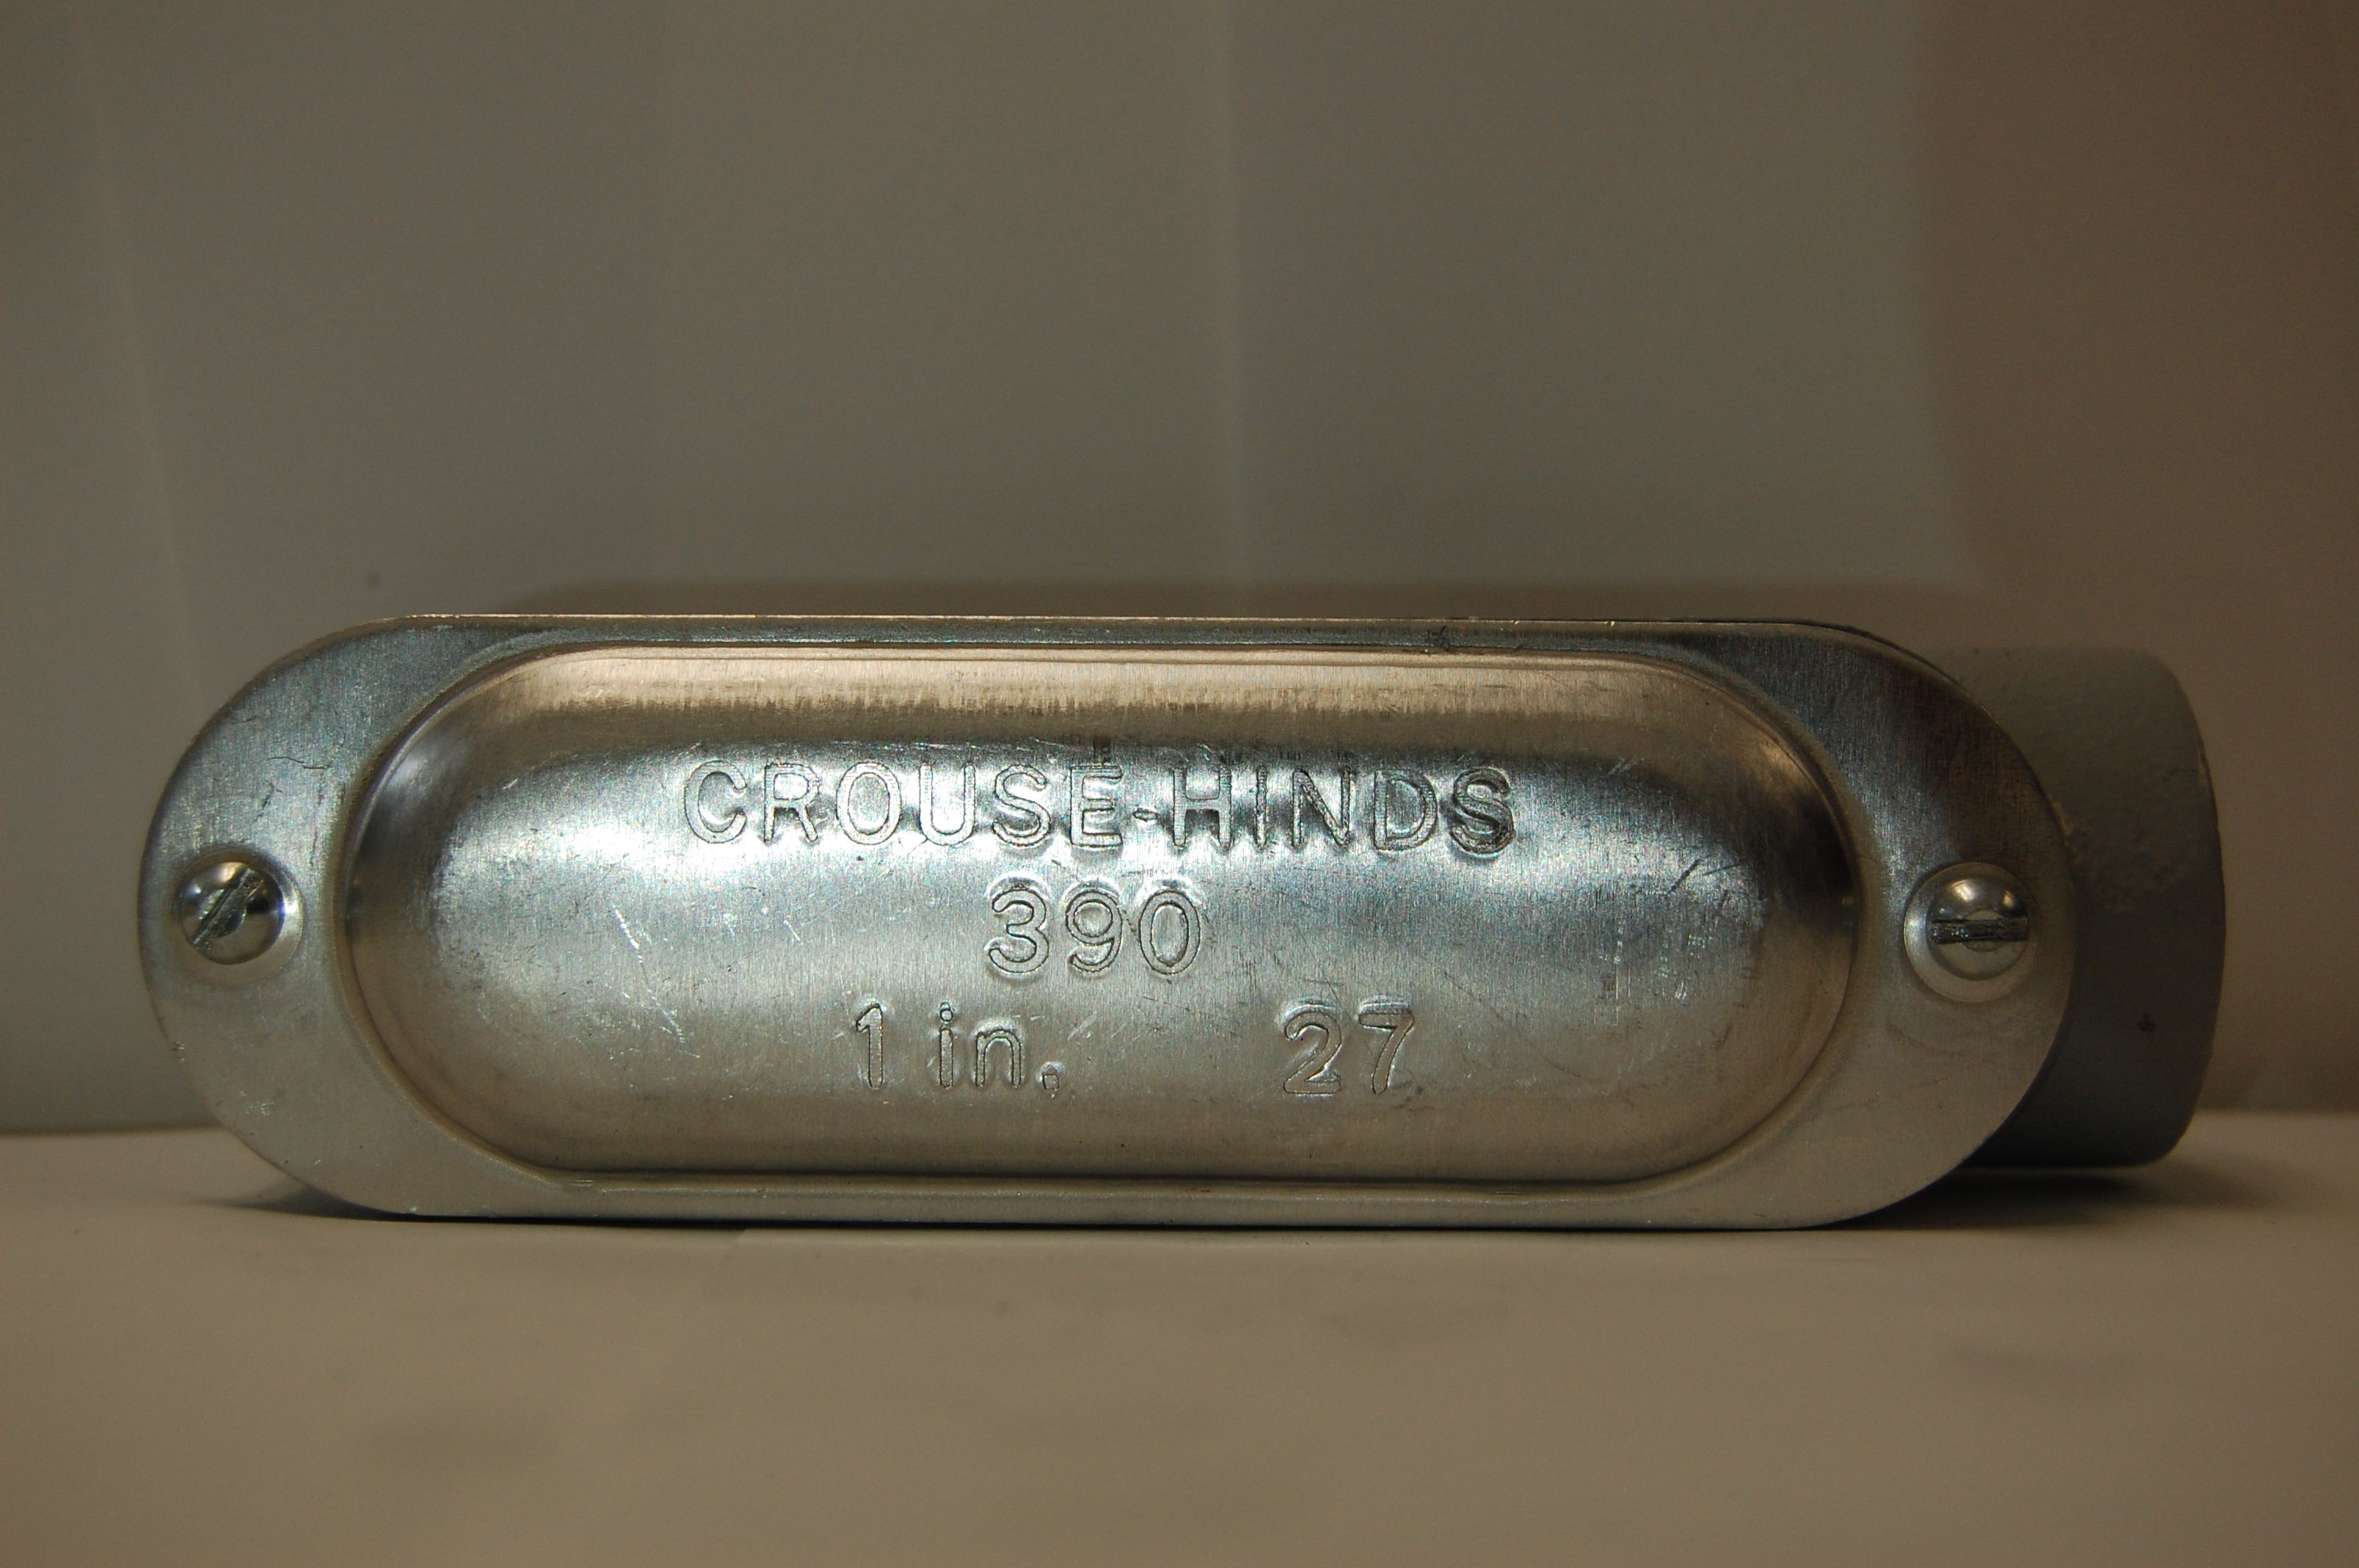 CROUSE-HINDS
390
1 in. 27